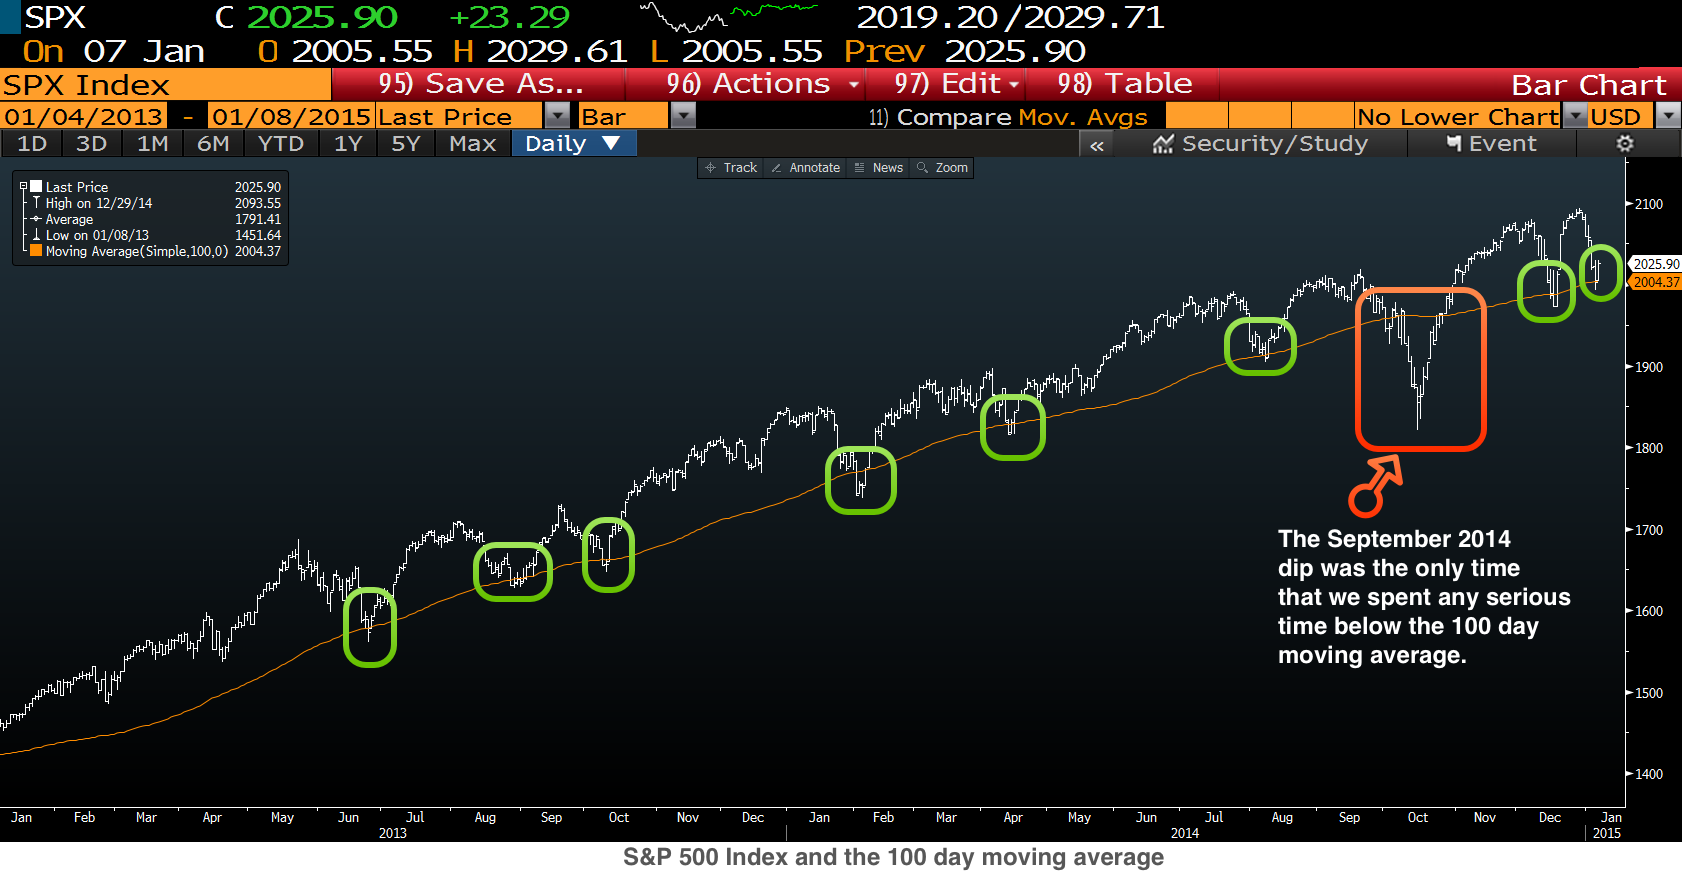 SPX C 2025.90 +23.29 2019.20/2029.71
On 07 Jan O 2005.55 H 2029.61 L 2005.55 Prev 2025.90
SPX Index 95) Save As... 96) Actions 97) Edit 98) Table Bar Chart
01/04/2013 - 01/08/2015 Last Price Bar 11) Compare Mov. Avgs No Lower Chart USD
1D 3D 1M 6M YTD 1Y 5Y Max Daily ▼ « Security/Study Event
Track Annotate News Zoom
Last Price 2025.90
High on 12/29/14 2093.55
Average 1791.41
Low on 01/08/13 1451.64
Moving Average(Simple,100,0) 2004.37
2100
2025.90
2004.37
1900
1800
1700
1600
1500
1400
The September 2014
dip was the only time
that we spent any serious
time below the 100 day
moving average.
Jan Feb Mar Apr May Jun Jul Aug Sep Oct Nov Dec Jan Feb Mar Apr May Jun Jul Aug Sep Oct Nov Dec Jan
2013 2014 2015
S&P 500 Index and the 100 day moving average